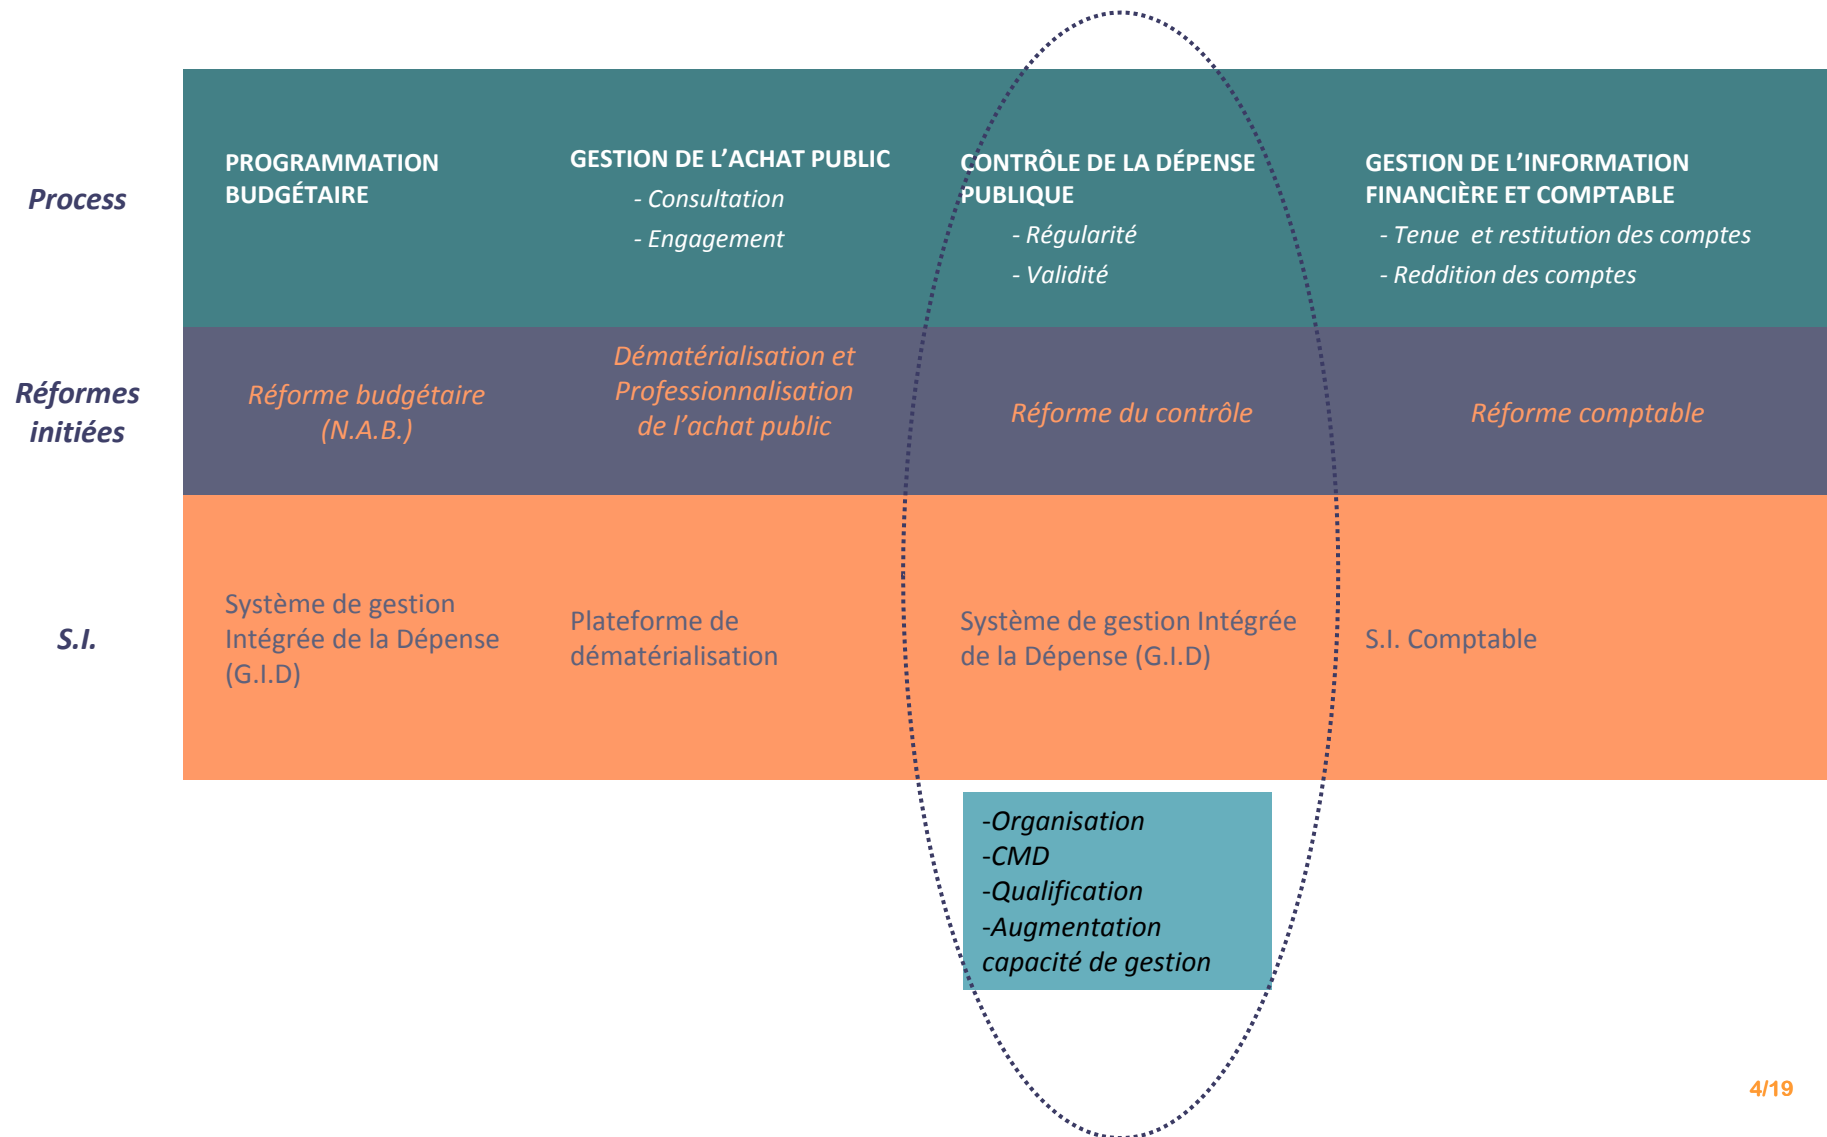 Process
PROGRAMMATION
BUDGÉTAIRE
GESTION DE L’ACHAT PUBLIC
- Consultation
- Engagement
CONTRÔLE DE LA DÉPENSE
PUBLIQUE
- Régularité
- Validité
GESTION DE L’INFORMATION
FINANCIÈRE ET COMPTABLE
- Tenue  et restitution des comptes
- Reddition des comptes
Réformes
initiées
Réforme budgétaire
(N.A.B.)
Dématérialisation et
Professionnalisation
de l’achat public
Réforme du contrôle
Réforme comptable
S.I.
Système de gestion
Intégrée de la Dépense
(G.I.D)
Plateforme de
dématérialisation
Système de gestion Intégrée
de la Dépense (G.I.D)
S.I. Comptable
-Organisation
-CMD
-Qualification
-Augmentation
capacité de gestion
4/19